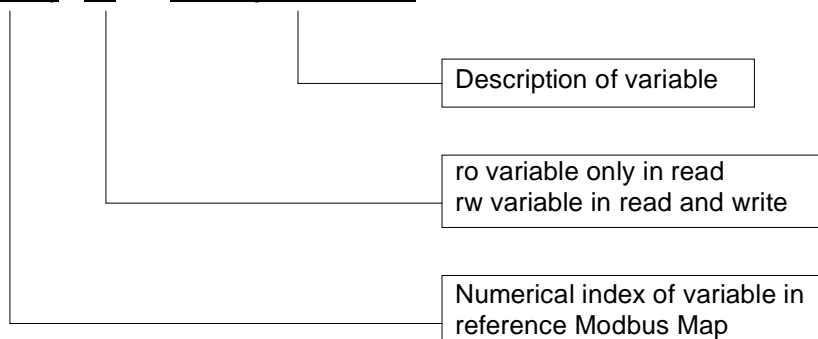 Description of variable
ro variable only in read
rw variable in read and write
Numerical index of variable in
reference Modbus Map